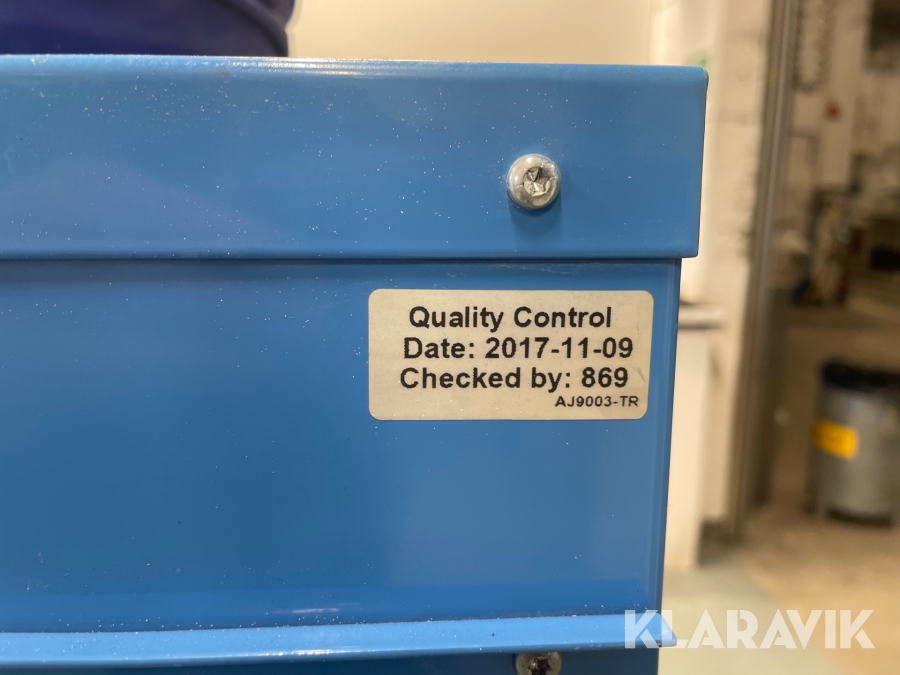 Quality Control
Date: 2017-11-09
Checked by: 869
AJ9003-TR
KLARAVIK